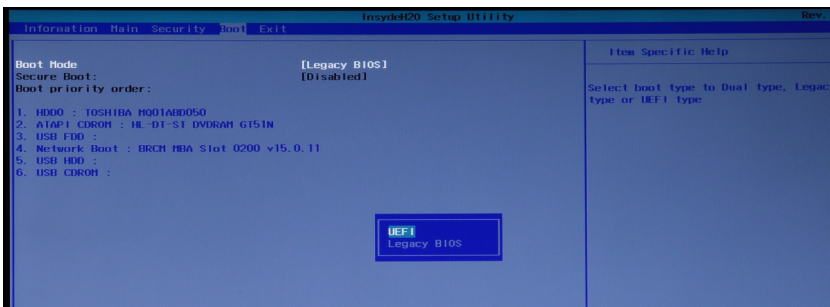 InsydeH20 Setup Utility Rev.
Information Main Security Boot Exit
Item Specific Help
Boot Mode [Legacy BIOS]
Secure Boot: [Disabled]
Boot priority order:
Select boot type to Dual type, Legac
type or UEFI type
1. HDD0 : TOSHIBA MQ01ABD050
2. ATAPI CDROM : HL-DT-ST DVDRAM GT51N
3. USB FDD :
4. Network Boot : BRCM MBA Slot 0200 v15.0.11
5. USB HDD :
6. USB CDROM :
UEFI
Legacy BIOS